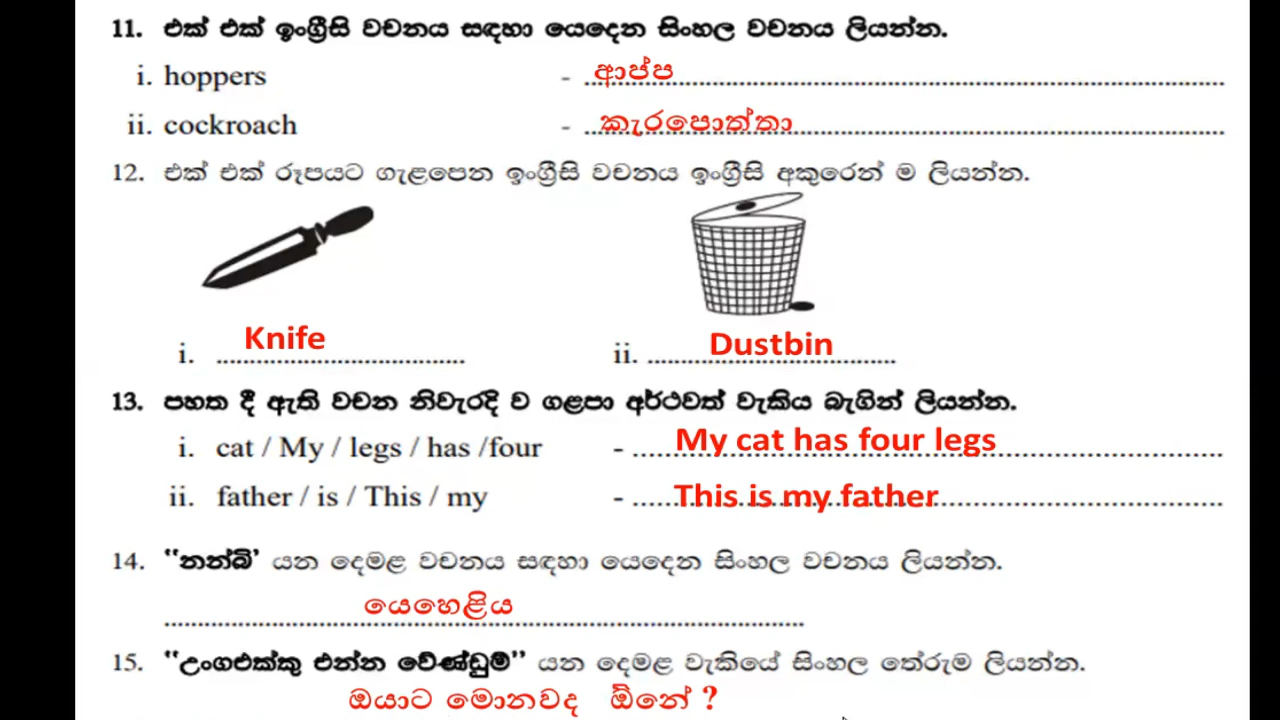 11. එක් එක් ඉංග්‍රීසි වචනය සඳහා යෙදෙන සිංහල වචනය ලියන්න.
i. hoppers - ආප්ප
ii. cockroach - කැරපොත්තා
12. එක් එක් රූපයට ගැළපෙන ඉංග්‍රීසි වචනය ඉංග්‍රීසි අකුරෙන් ම ලියන්න.
i. Knife ii. Dustbin
13. පහත දී ඇති වචන නිවැරදි ව ගළපා අර්ථවත් වැකිය බැගින් ලියන්න.
i. cat / My / legs / has /four - My cat has four legs
ii. father / is / This / my - This is my father
14. “නන්බි’ යන දෙමළ වචනය සඳහා යෙදෙන සිංහල වචනය ලියන්න.
යෙහෙළිය
15. “උංගළුක්කු එන්න වේණ්ඩුම්” යන දෙමළ වැකියේ සිංහල තේරුම ලියන්න.
ඔයාට මොනවද ඕනේ ?